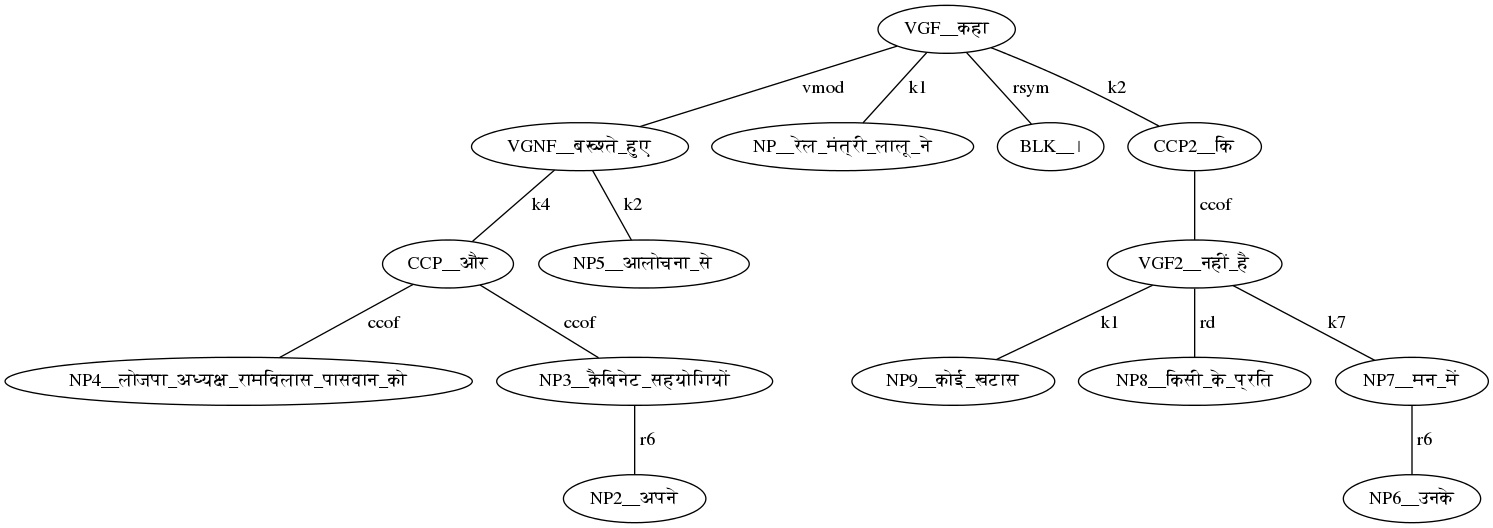 VGF__कहा
vmod k1 rsym k2
VGNF__बख्शते_हुए NP__रेल_मंत्री_लालू_ने BLK__। CCP2__कि
k4 k2 ccof
CCP__और NP5__आलोचना_से VGF2__नहीं_है
ccof ccof k1 rd k7
NP4__लोजपा_अध्यक्ष_रामविलास_पासवान_को NP3__कैबिनेट_सहयोगियों NP9__कोई_खटास NP8__किसी_के_प्रति NP7__मन_में
r6 r6
NP2__अपने NP6__उनके